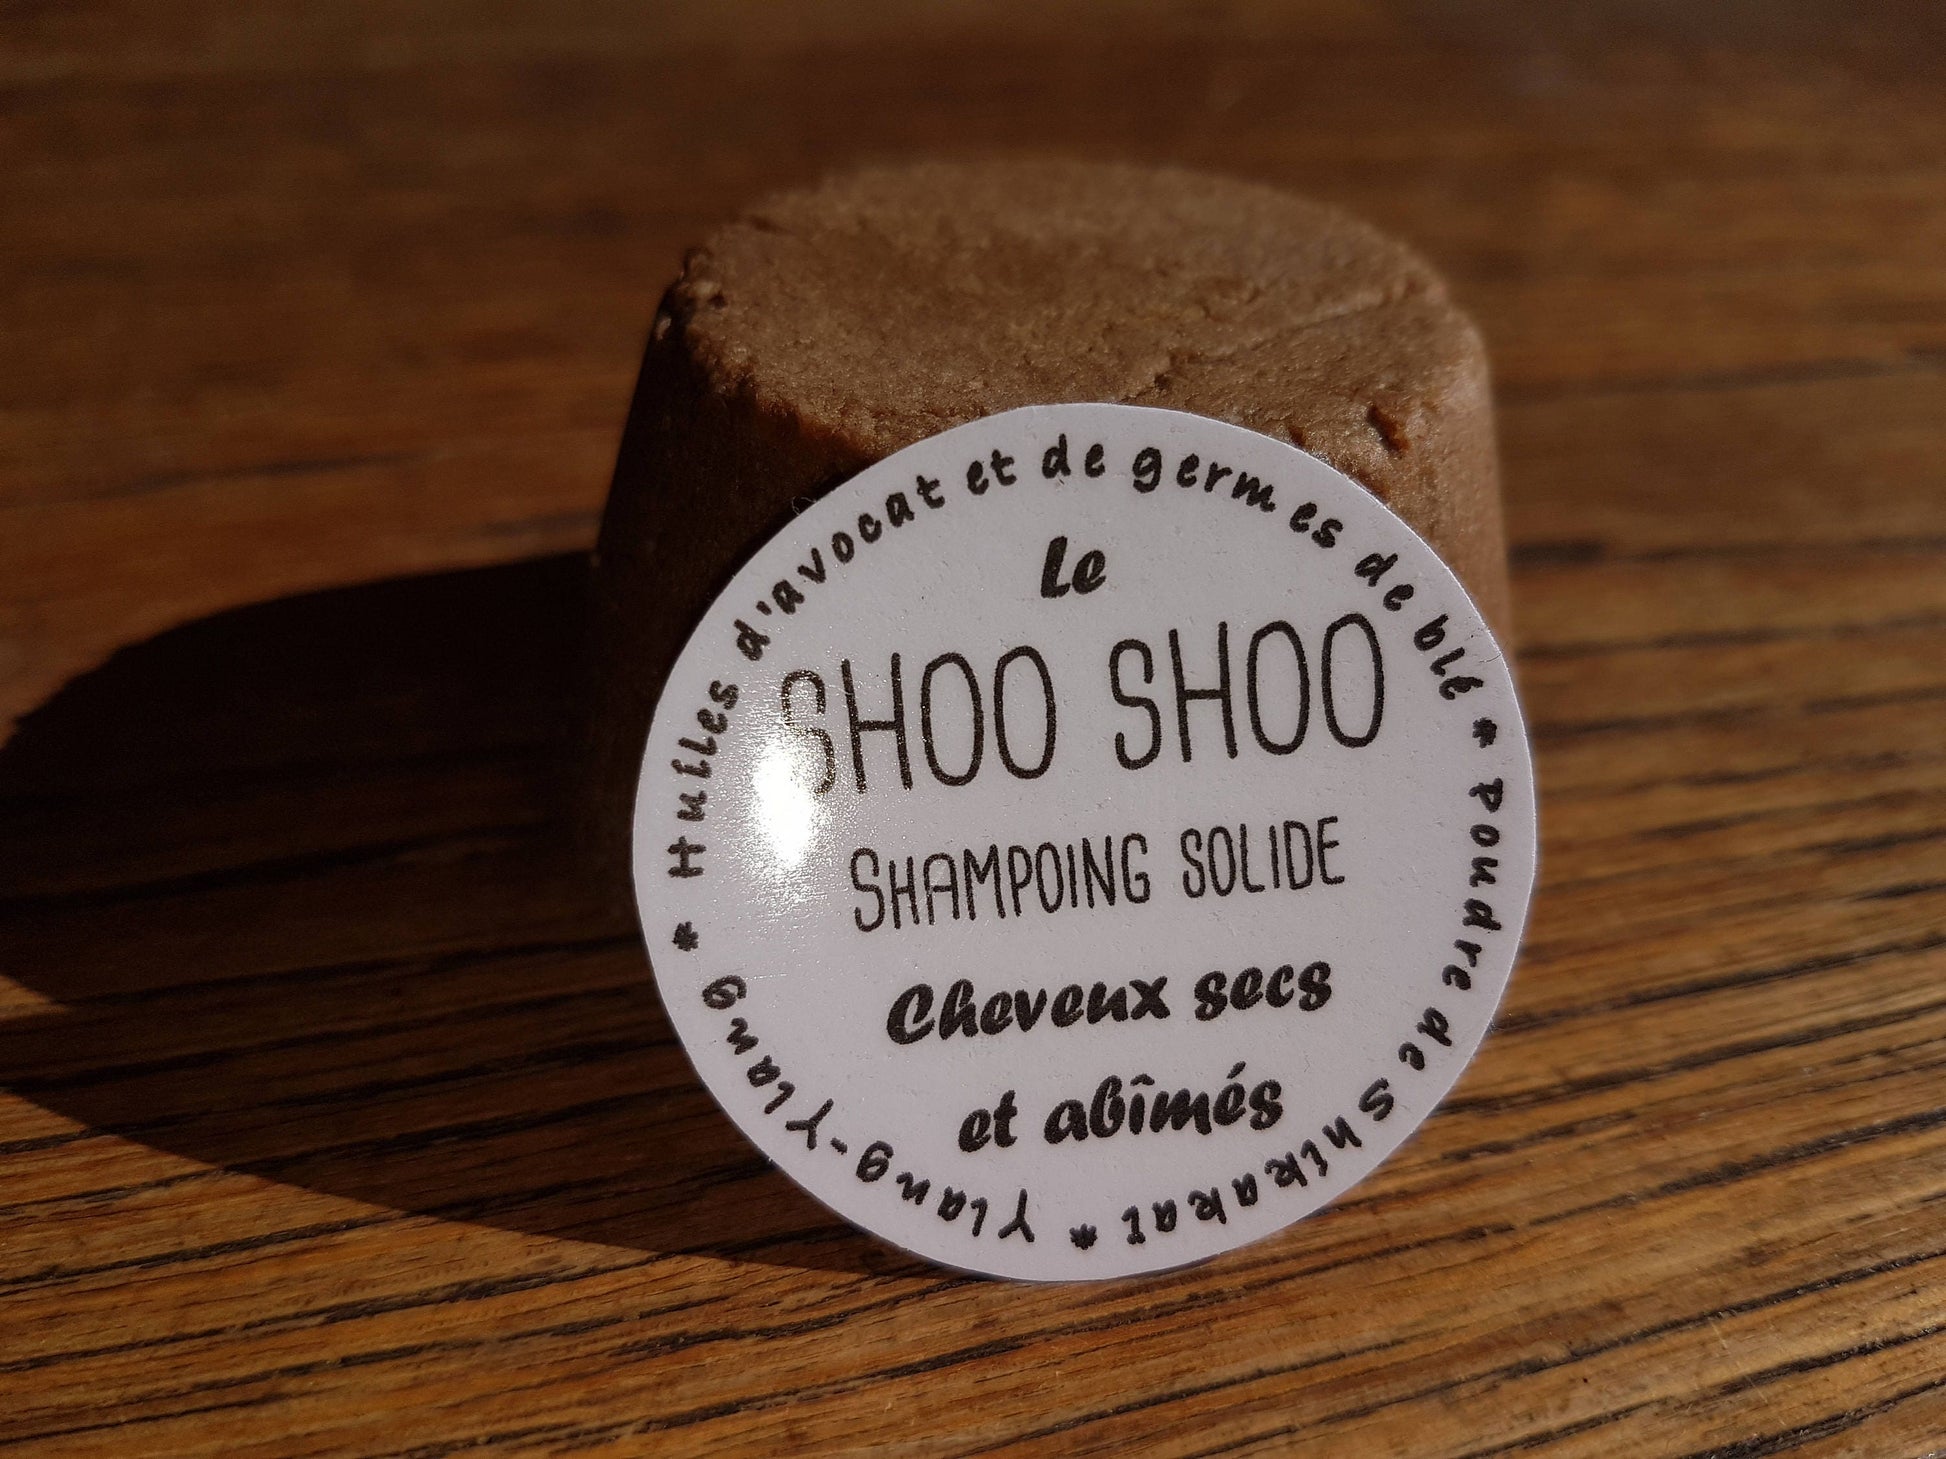 Huiles d'avocat et de germes de blé * Poudre de Shikakai * Ylang-Ylang *
Le
SHOO SHOO
SHAMPOING SOLIDE
Cheveux secs
et abîmés